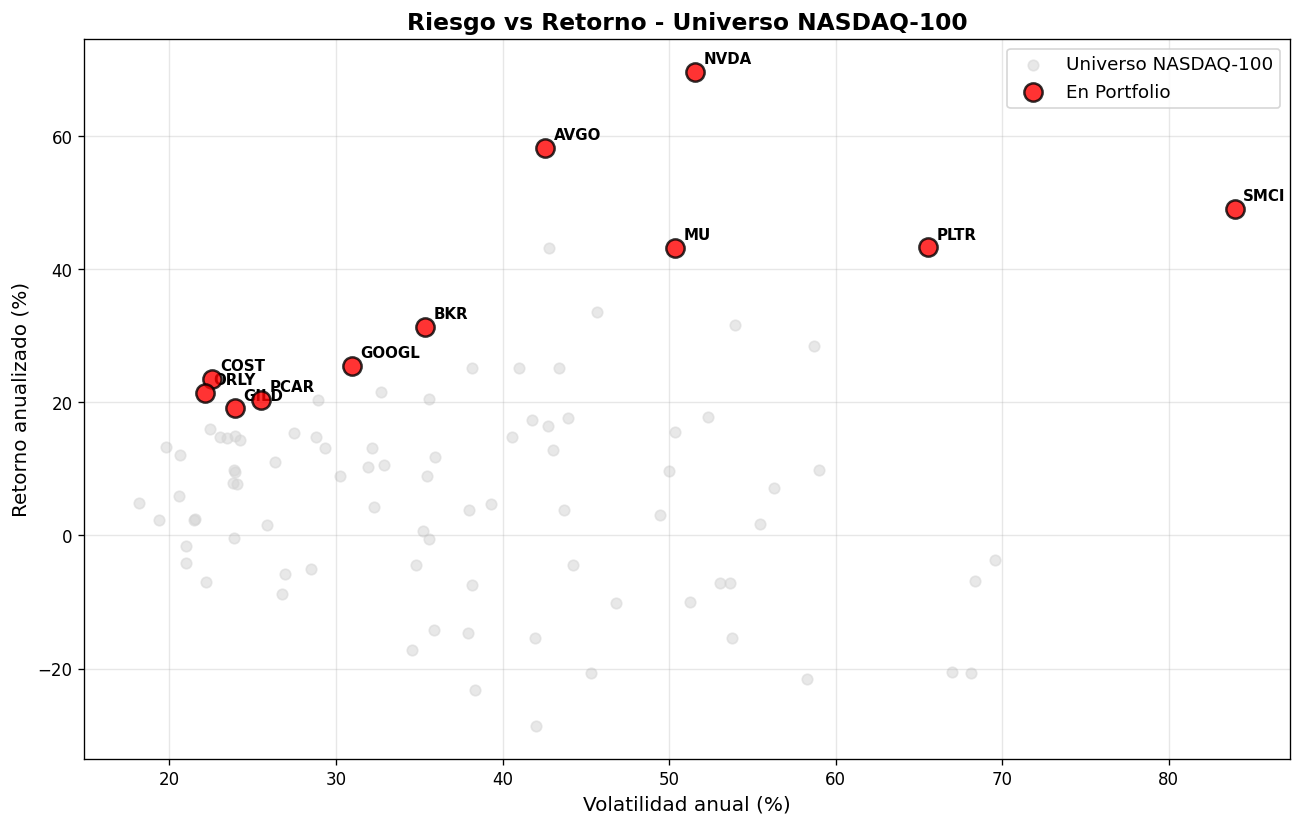 Riesgo vs Retorno - Universo NASDAQ-100
Universo NASDAQ-100
En Portfolio
NVDA
AVGO
SMCI
MU
PLTR
BKR
GOOGL
COST
ORLY
PCAR
GILD
Retorno anualizado (%)
60
40
20
0
−20
20 30 40 50 60 70 80
Volatilidad anual (%)